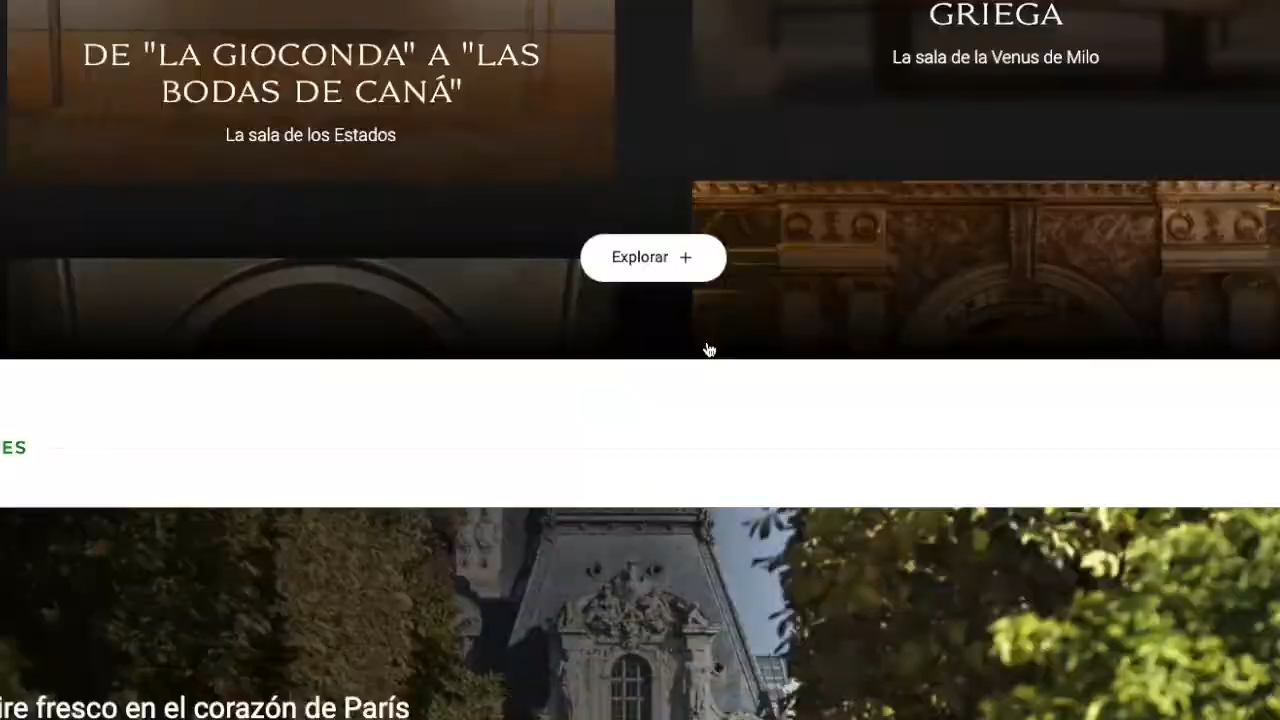 DE "LA GIOCONDA" A "LAS
BODAS DE CANÁ"
La sala de los Estados
GRIEGA
La sala de la Venus de Milo
Explorar +
ES
ire fresco en el corazón de París